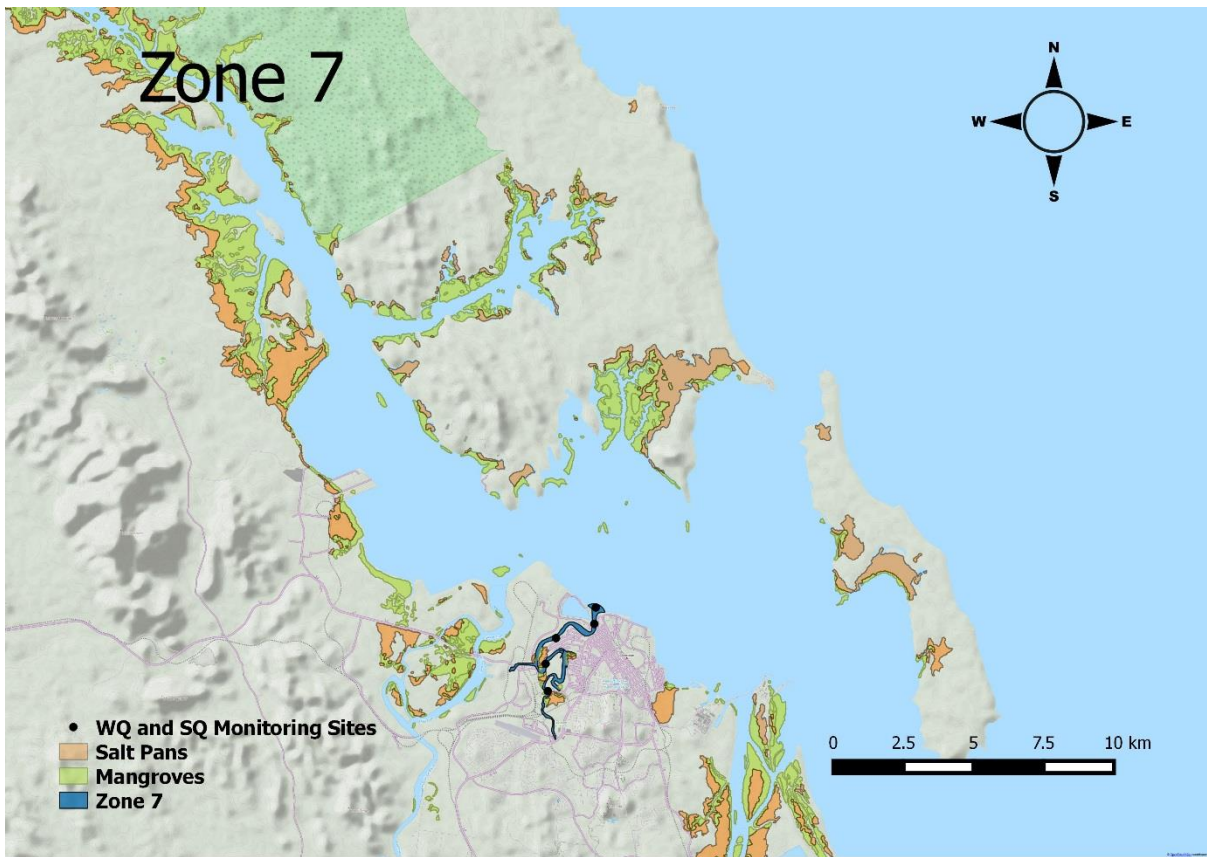 Zone 7
N
W
E
S
WQ and SQ Monitoring Sites
Salt Pans
Mangroves
Zone 7
0 2.5 5 7.5 10 km